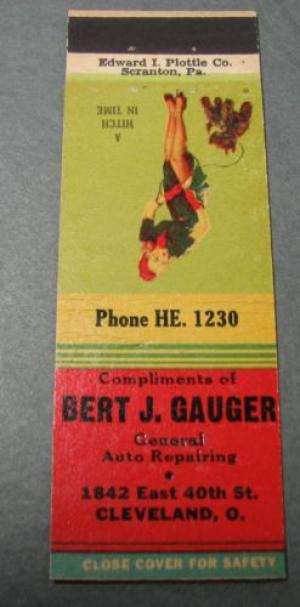 Edward I. Plottle Co.
Scranton, Pa.
A
HITCH
IN TIME
Phone HE. 1230
Compliments of
BERT J. GAUGER
General
Auto Repairing
1842 East 40th St.
CLEVELAND, O.
CLOSE COVER FOR SAFETY